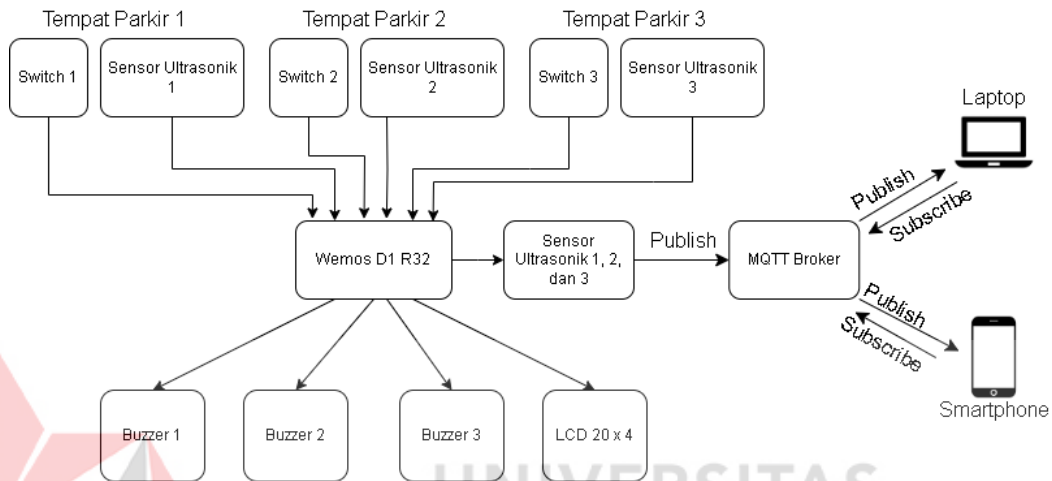 Tempat Parkir 1
Tempat Parkir 2
Tempat Parkir 3
Switch 1
Sensor Ultrasonik
1
Switch 2
Sensor Ultrasonik
2
Switch 3
Sensor Ultrasonik
3
Laptop
Publish
Subscribe
Wemos D1 R32
Sensor
Ultrasonik 1, 2,
dan 3
Publish
MQTT Broker
Publish
Subscribe
Smartphone
Buzzer 1
Buzzer 2
Buzzer 3
LCD 20 x 4
UNIVERSITAS